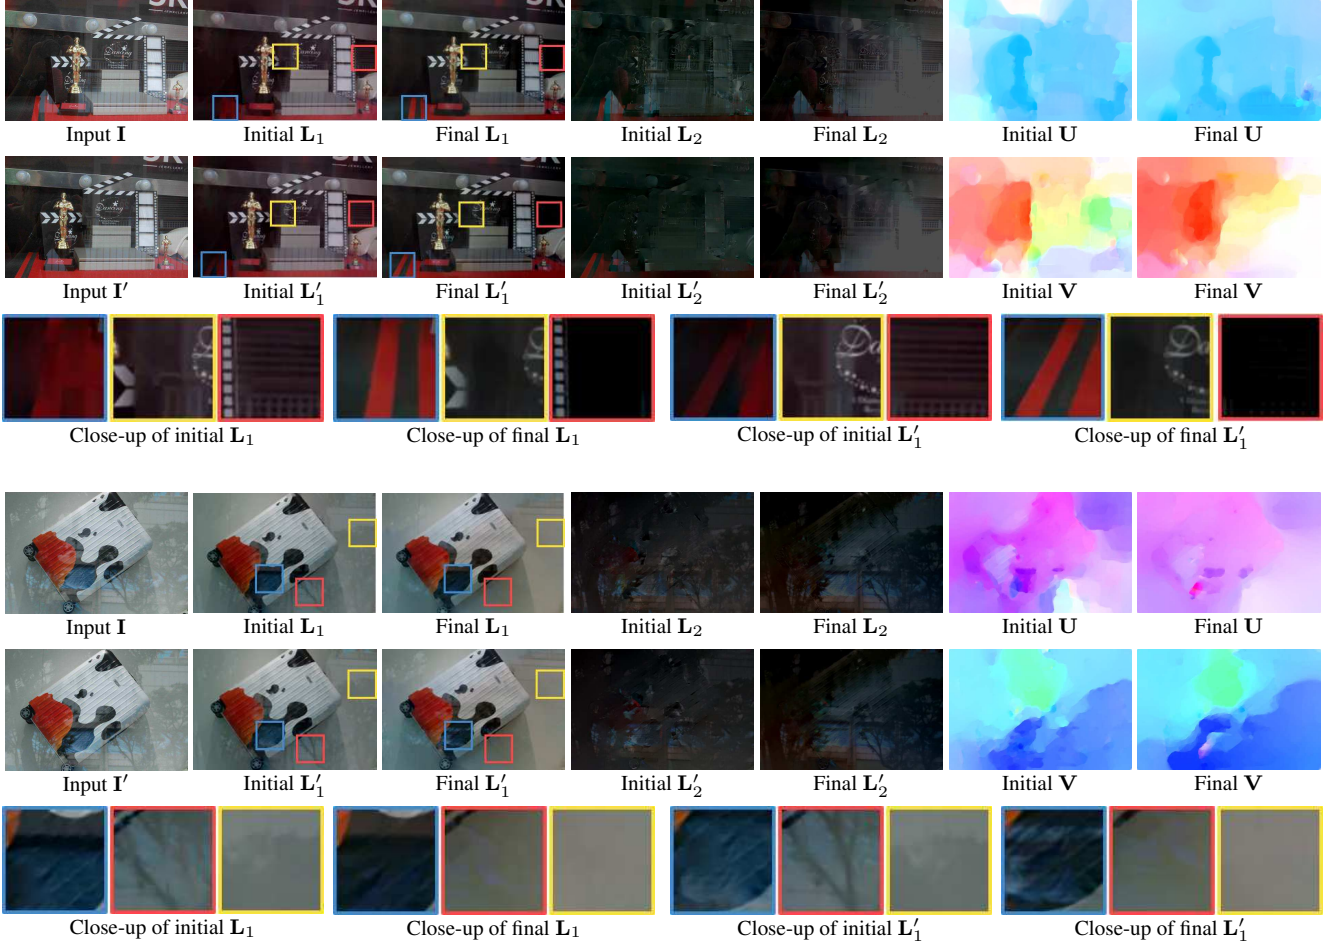 Input I Initial L₁ Final L₁ Initial L₂ Final L₂ Initial U Final U
Input I′ Initial L′₁ Final L′₁ Initial L′₂ Final L′₂ Initial V Final V
Close-up of initial L₁ Close-up of final L₁ Close-up of initial L′₁ Close-up of final L′₁
Input I Initial L₁ Final L₁ Initial L₂ Final L₂ Initial U Final U
Input I′ Initial L′₁ Final L′₁ Initial L′₂ Final L′₂ Initial V Final V
Close-up of initial L₁ Close-up of final L₁ Close-up of initial L′₁ Close-up of final L′₁